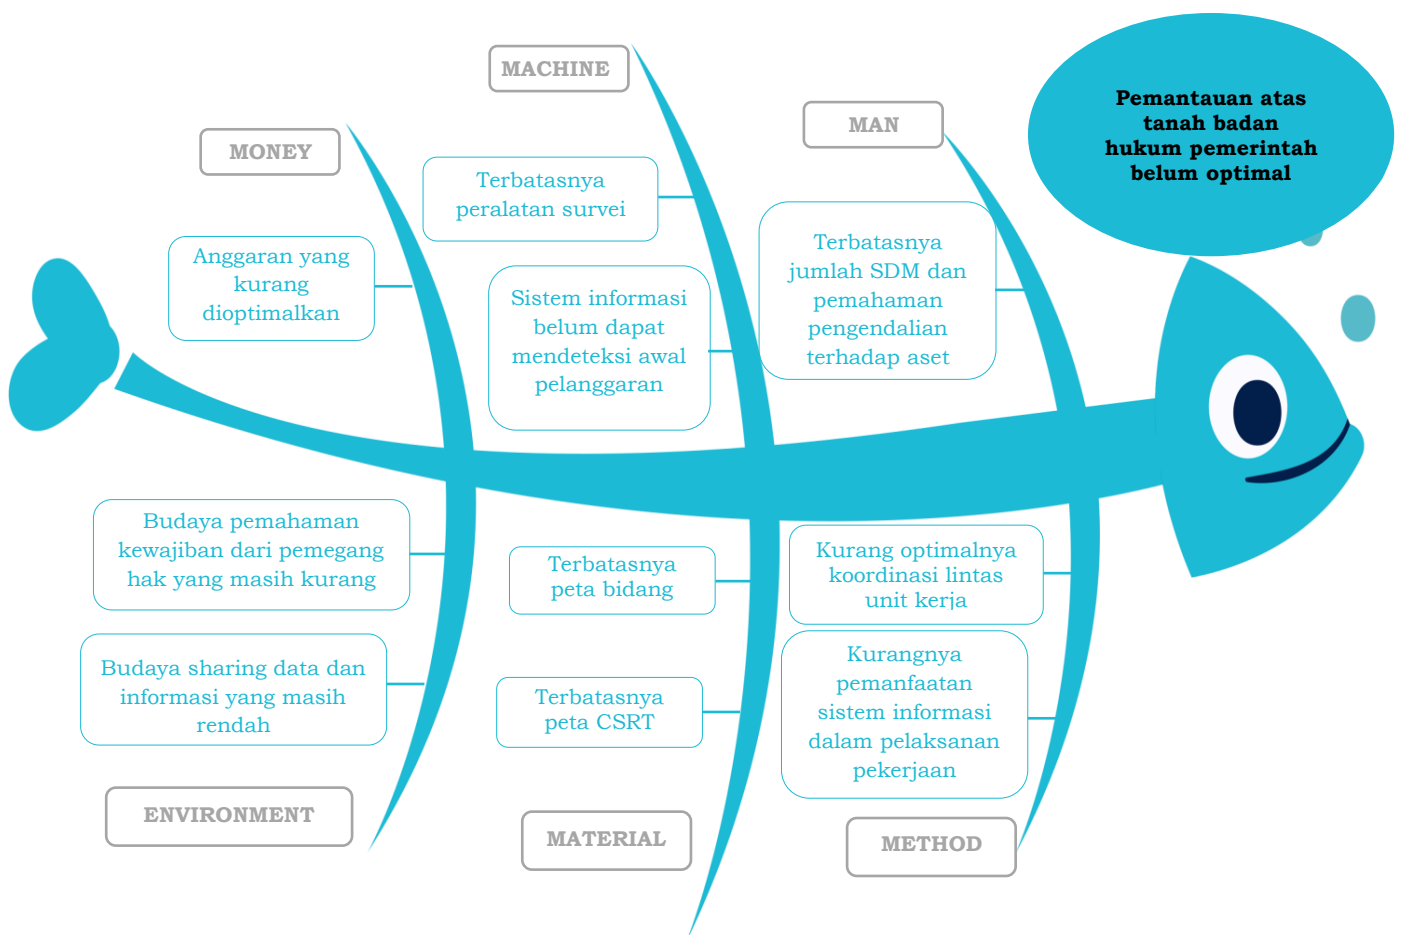 MACHINE
MAN
MONEY
Pemantauan atas
tanah badan
hukum pemerintah
belum optimal
Terbatasnya
peralatan survei
Anggaran yang
kurang
dioptimalkan
Sistem informasi
belum dapat
mendeteksi awal
pelanggaran
Terbatasnya
jumlah SDM dan
pemahaman
pengendalian
terhadap aset
Budaya pemahaman
kewajiban dari pemegang
hak yang masih kurang
Terbatasnya
peta bidang
Kurang optimalnya
koordinasi lintas
unit kerja
Budaya sharing data dan
informasi yang masih
rendah
Terbatasnya
peta CSRT
Kurangnya
pemanfaatan
sistem informasi
dalam pelaksanan
pekerjaan
ENVIRONMENT
MATERIAL
METHOD